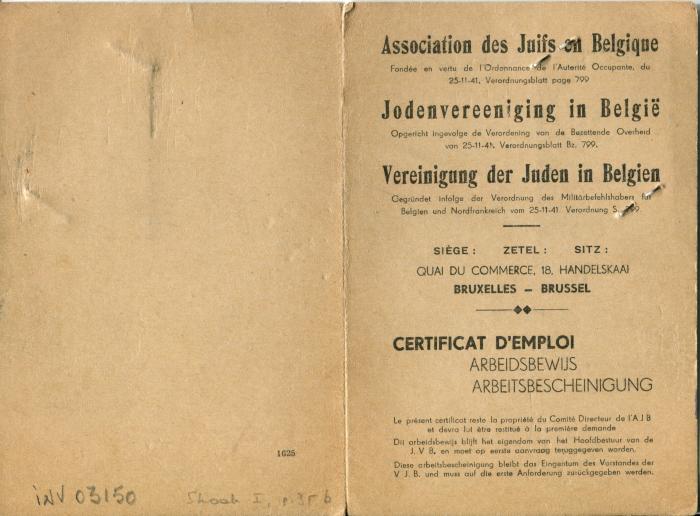 1625
iNV 03150
Shoah I, p.35 b
Association des Juifs en Belgique
Fondée en vertu de l'Ordonnance de l'Autorité Occupante, du
25-11-41, Verordnungsblatt page 799
Jodenvereeniging in België
Opgericht ingevolge de Verordening van de Bezettende Overheid
van 25-11-41. Verordnungsblatt Bz. 799.
Vereinigung der Juden in Belgien
Gegründet infolge der Verordnung des Militärbefehlshabers für
Belgien und Nordfrankreich vom 25-11-41. Verordnung S. 799.
SIÈGE : ZETEL : SITZ :
QUAI DU COMMERCE, 18, HANDELSKAAI
BRUXELLES – BRUSSEL
CERTIFICAT D'EMPLOI
ARBEIDSBEWIJS
ARBEITSBESCHEINIGUNG
Le présent certificat reste la propriété du Comité Directeur de l'A J B
et devra lui être restitué à la première demande
Dit arbeidsbewijs blijft het eigendom van het Hoofdbestuur van de
J. V. B. en moet op eerste aanvraag teruggegeven worden.
Diese arbeitsbescheinigung bleibt das Eingentum des Vorstandes der
V J. B. und muss auf die erste Anforderung zurückgegeben werden.